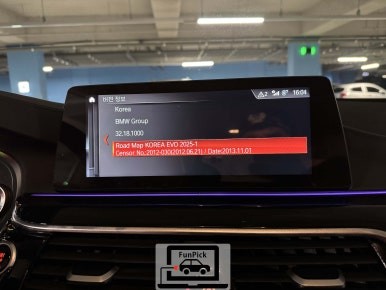 버전 정보
2
16:04
Korea
BMW Group
32.18.1000
Road Map KOREA EVO 2025-1
Censor No.:2012-030(2012.06.21) / Date:2013.11.01
FunPick